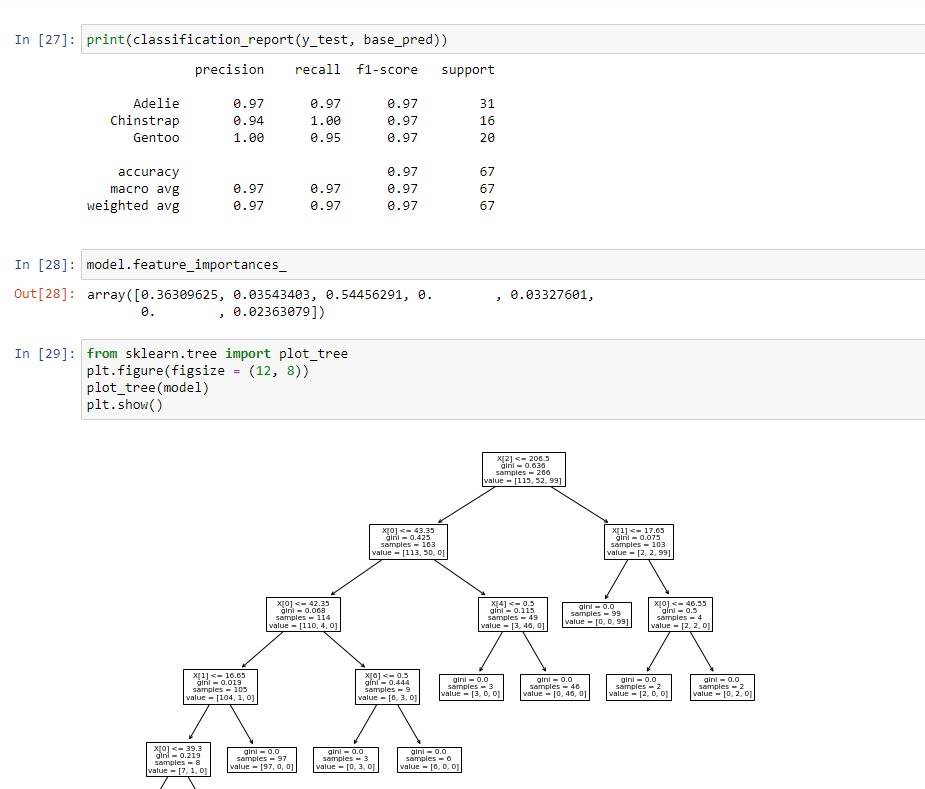 In [27]: print(classification_report(y_test, base_pred))
precision recall f1-score support
Adelie 0.97 0.97 0.97 31
Chinstrap 0.94 1.00 0.97 16
Gentoo 1.00 0.95 0.97 20
accuracy 0.97 67
macro avg 0.97 0.97 0.97 67
weighted avg 0.97 0.97 0.97 67
In [28]: model.feature_importances_
Out[28]: array([0.36309625, 0.03543403, 0.54456291, 0. , 0.03327601,
0. , 0.02363079])
In [29]: from sklearn.tree import plot_tree
plt.figure(figsize = (12, 8))
plot_tree(model)
plt.show()
X[2] <= 206.5
gini = 0.636
samples = 266
value = [115, 52, 99]
X[0] <= 43.35
gini = 0.425
samples = 163
value = [113, 50, 0]
X[1] <= 17.65
gini = 0.075
samples = 103
value = [2, 2, 99]
X[0] <= 42.35
gini = 0.068
samples = 114
value = [110, 4, 0]
X[4] <= 0.5
gini = 0.115
samples = 49
value = [3, 46, 0]
gini = 0.0
samples = 99
value = [0, 0, 99]
X[0] <= 46.55
gini = 0.5
samples = 4
value = [2, 2, 0]
X[1] <= 16.65
gini = 0.019
samples = 105
value = [104, 1, 0]
X[6] <= 0.5
gini = 0.444
samples = 9
value = [6, 3, 0]
gini = 0.0
samples = 3
value = [3, 0, 0]
gini = 0.0
samples = 46
value = [0, 46, 0]
gini = 0.0
samples = 2
value = [2, 0, 0]
gini = 0.0
samples = 2
value = [0, 2, 0]
X[0] <= 39.3
gini = 0.219
samples = 8
value = [7, 1, 0]
gini = 0.0
samples = 97
value = [97, 0, 0]
gini = 0.0
samples = 3
value = [0, 3, 0]
gini = 0.0
samples = 6
value = [6, 0, 0]